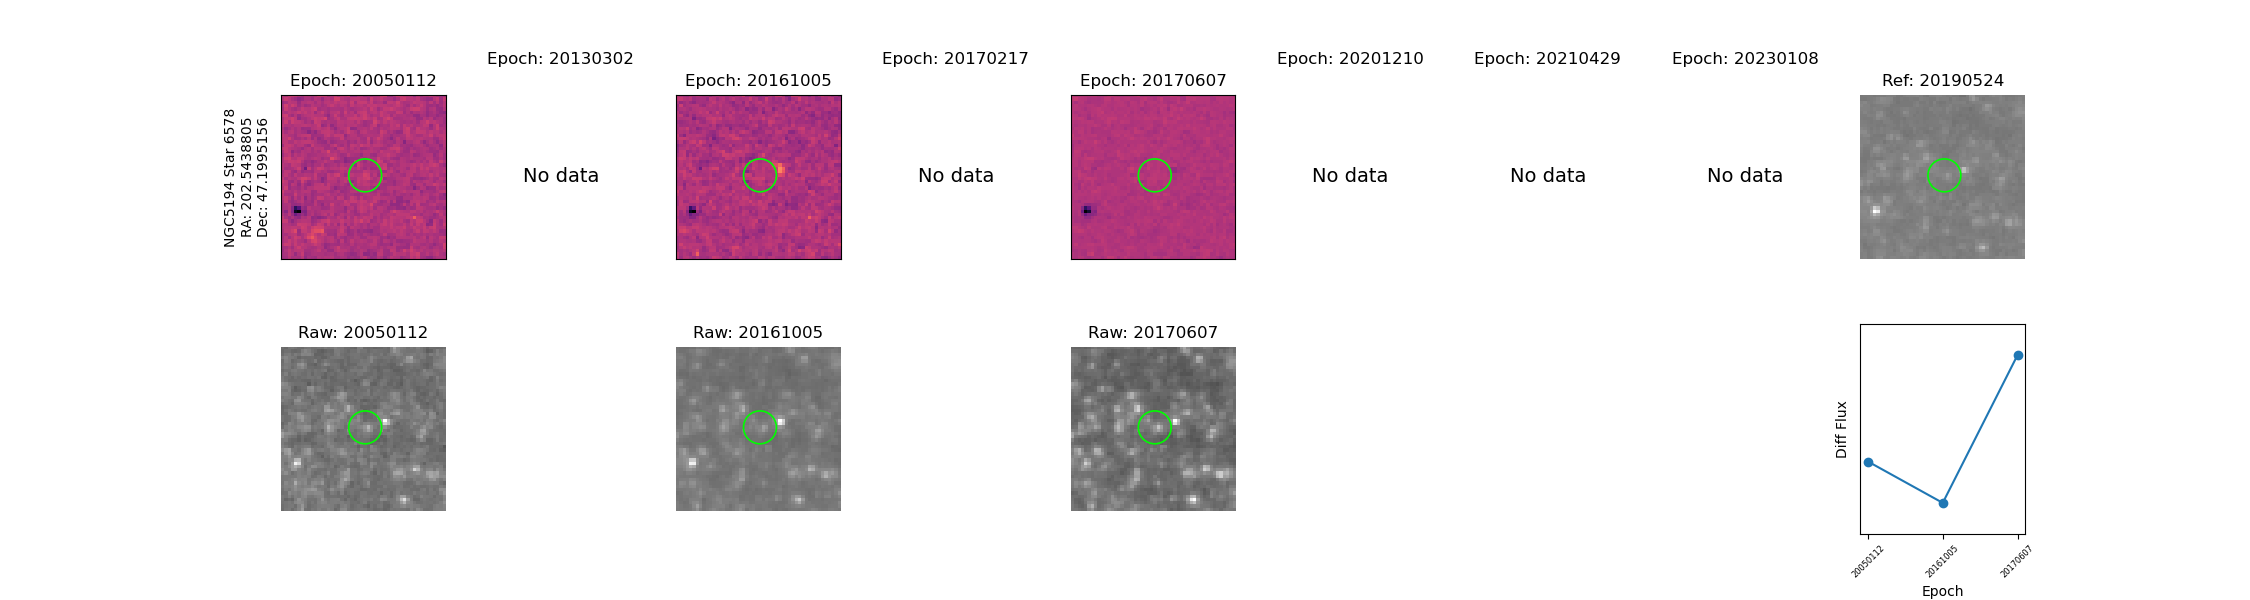 Epoch: 20050112
Epoch: 20130302
Epoch: 20161005
Epoch: 20170217
Epoch: 20170607
Epoch: 20201210
Epoch: 20210429
Epoch: 20230108
Ref: 20190524
NGC5194 Star 6578
RA: 202.5438805
Dec: 47.1995156
No data
No data
No data
No data
No data
Raw: 20050112
Raw: 20161005
Raw: 20170607
Diff Flux
20050112
20161005
20170607
Epoch